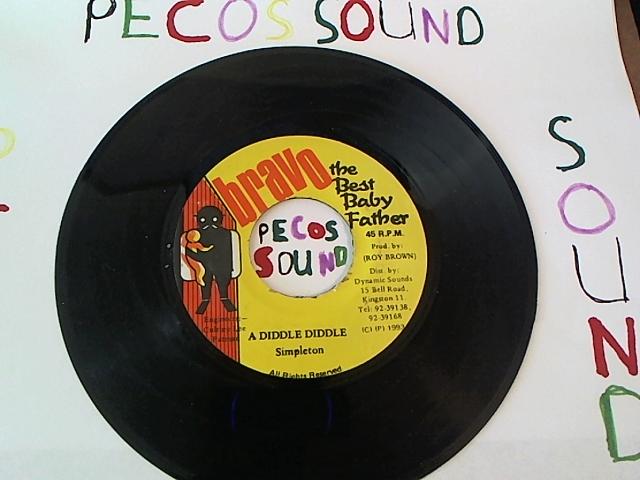 PECOS SOUND
bravo
the
Best
Baby
Father
45 R.P.M.
Prod. by:
(ROY BROWN)
Dist. by:
Dynamic Sounds
15 Bell Road,
Kingston 11.
Tel: 92-39138,
92-39168
(C) (P) 1993
PECOS
SOUND
A DIDDLE DIDDLE
Simpleton
All Rights Reserved
SOUND